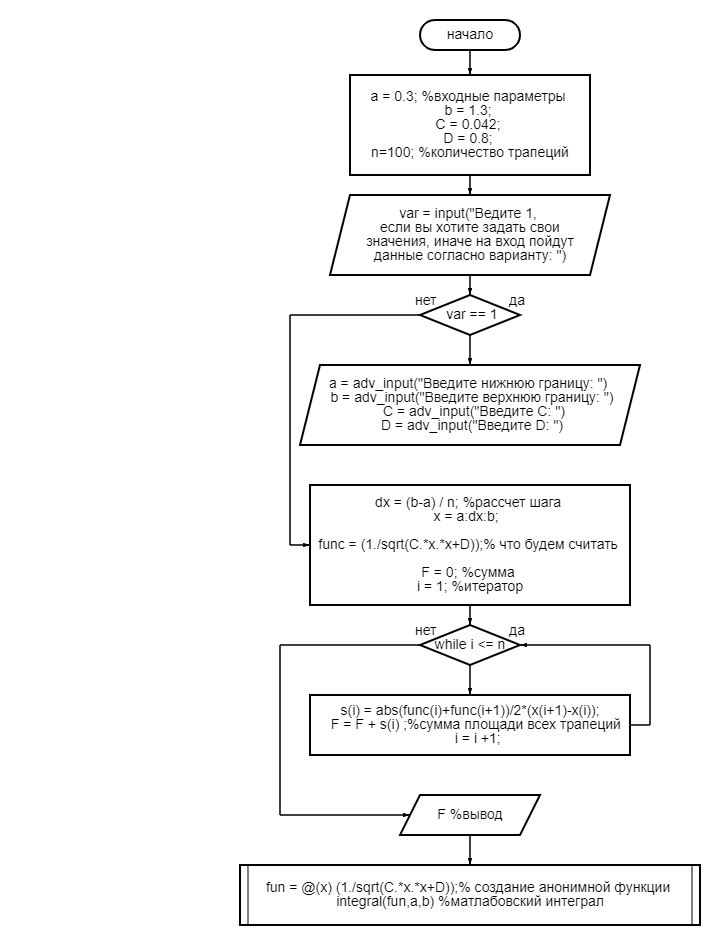 начало
a = 0.3; %входные параметры
b = 1.3;
C = 0.042;
D = 0.8;
n=100; %количество трапеций
var = input("Ведите 1,
если вы хотите задать свои
значения, иначе на вход пойдут
данные согласно варианту: ")
нет
да
var == 1
a = adv_input("Введите нижнюю границу: ")
b = adv_input("Введите верхнюю границу: ")
C = adv_input("Введите C: ")
D = adv_input("Введите D: ")
dx = (b-a) / n; %рассчет шага
x = a:dx:b;
func = (1./sqrt(C.*x.*x+D));% что будем считать
F = 0; %сумма
i = 1; %итератор
нет
да
while i <= n
s(i) = abs(func(i)+func(i+1))/2*(x(i+1)-x(i));
F = F + s(i) ;%сумма площади всех трапеций
i = i +1;
F %вывод
fun = @(x) (1./sqrt(C.*x.*x+D));% создание анонимной функции
integral(fun,a,b) %матлабовский интеграл